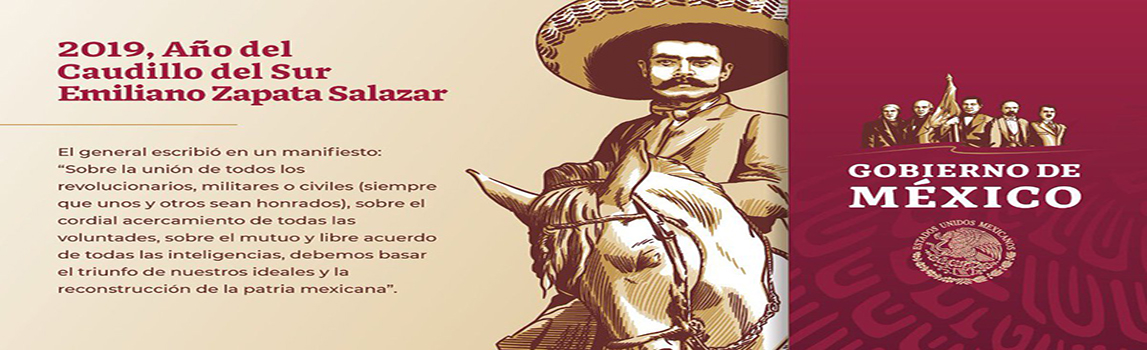 2019, Año del
Caudillo del Sur
Emiliano Zapata Salazar
El general escribió en un manifiesto:
“Sobre la unión de todos los
revolucionarios, militares o civiles (siempre
que unos y otros sean honrados), sobre el
cordial acercamiento de todas las
voluntades, sobre el mutuo y libre acuerdo
de todas las inteligencias, debemos basar
el triunfo de nuestros ideales y la
reconstrucción de la patria mexicana”.
GOBIERNO DE
MÉXICO
ESTADOS UNIDOS MEXICANOS